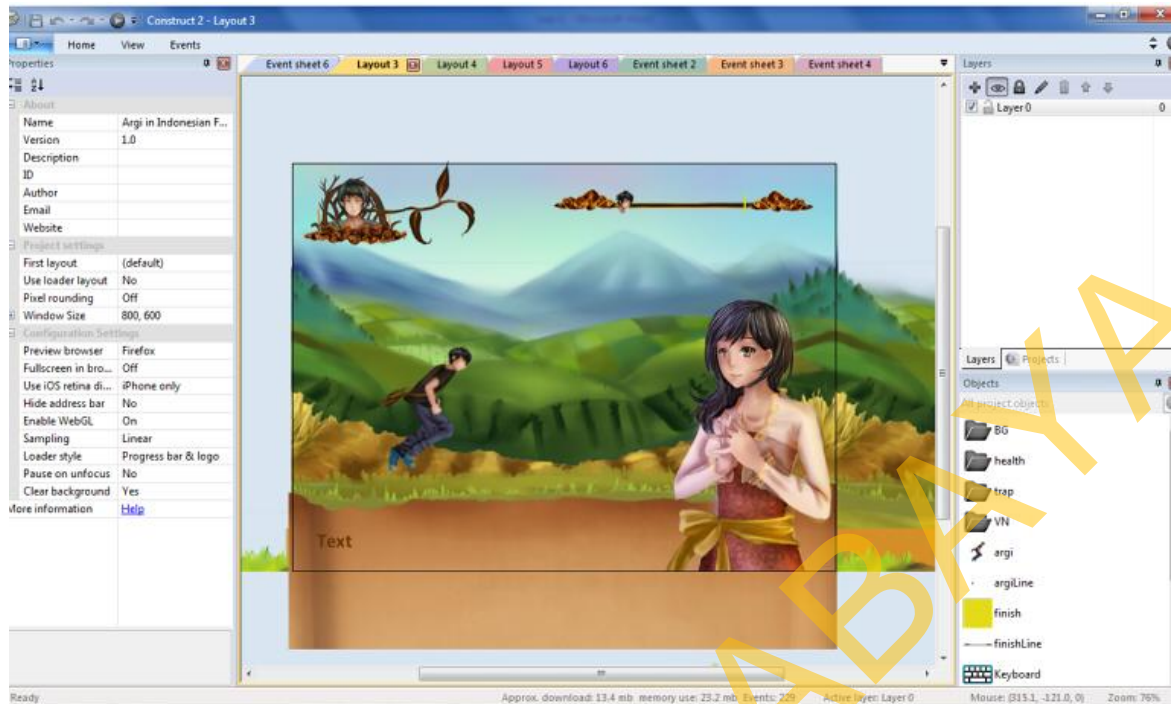 Construct 2 - Layout 3
Home View Events
Properties
About
Name Argi in Indonesian F...
Version 1.0
Description
ID
Author
Email
Website
Project settings
First layout (default)
Use loader layout No
Pixel rounding Off
Window Size 800, 600
Configuration Settings
Preview browser Firefox
Fullscreen in bro... Off
Use iOS retina di... iPhone only
Hide address bar No
Enable WebGL On
Sampling Linear
Loader style Progress bar & logo
Pause on unfocus No
Clear background Yes
More information Help
Event sheet 6 Layout 3 Layout 4 Layout 5 Layout 6 Event sheet 2 Event sheet 3 Event sheet 4
Text
Layers
Layer 0 0
Layers Projects
Objects
All project objects
BG
health
trap
VN
argi
argiLine
finish
finishLine
Keyboard
ABAYA
Ready Approx. download: 13.4 mb memory use: 23.2 mb Events: 229 Active layer: Layer 0 Mouse: (315.1, -121.0, 0) Zoom: 76%